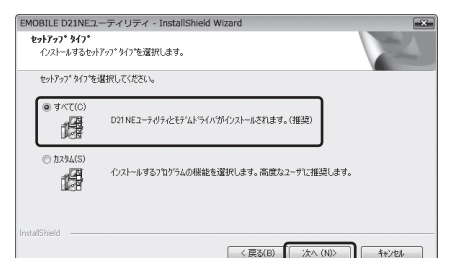 EMOBILE D21NEユーティリティ - InstallShield Wizard
セットアップ タイプ
インストールするセットアップ タイプを選択します。
セットアップ タイプを選択してください。
すべて(C)
D21NEユーティリティとモデムドライバがインストールされます。(推奨)
カスタム(S)
インストールするプログラムの機能を選択します。高度なユーザに推奨します。
InstallShield
< 戻る(B)
次へ (N)>
キャンセル